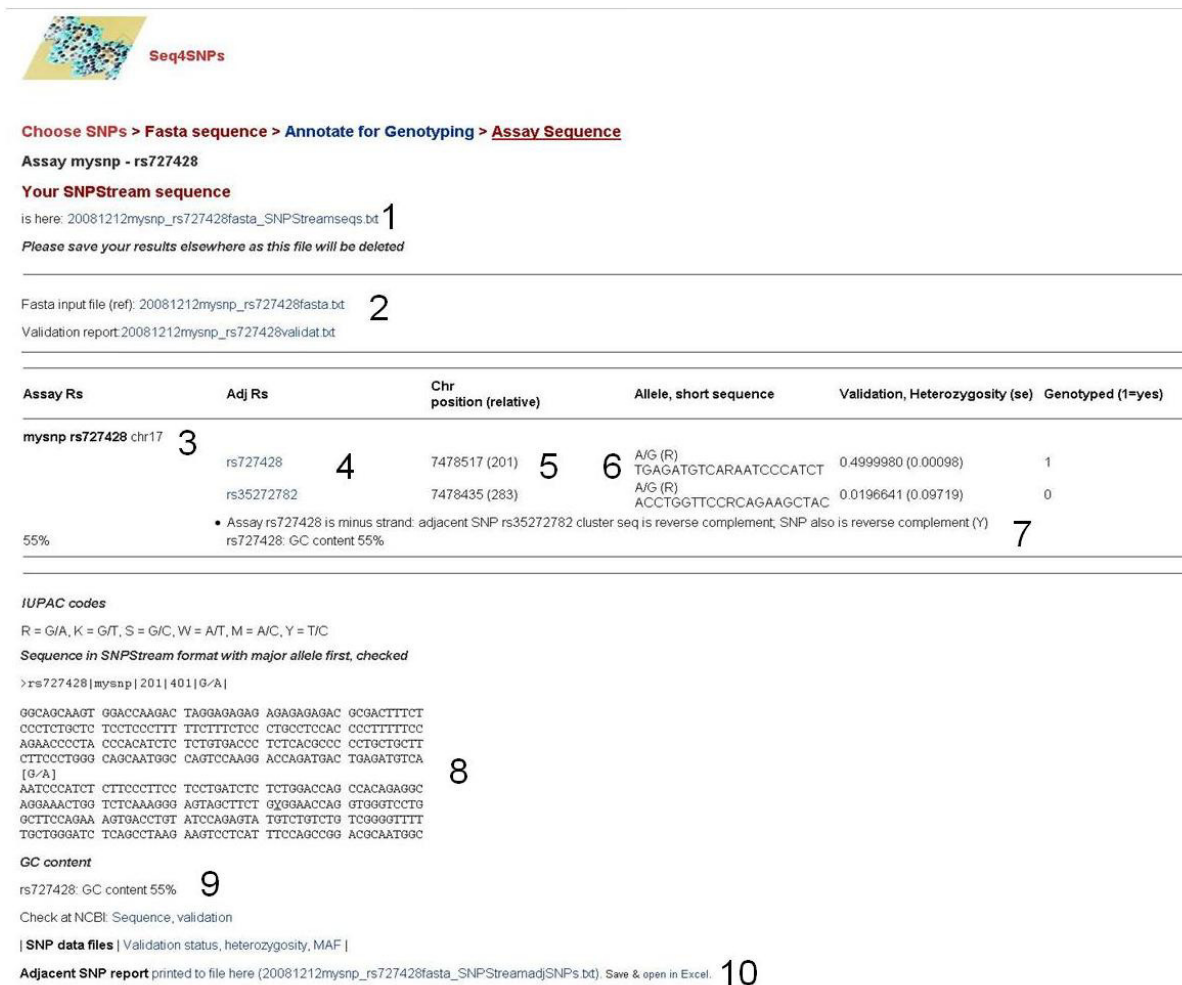 Seq4SNPs
Choose SNPs > Fasta sequence > Annotate for Genotyping > Assay Sequence
Assay mysnp - rs727428
Your SNPStream sequence
is here: 20081212mysnp_rs727428fasta_SNPStreamseqs.txt 1
Please save your results elsewhere as this file will be deleted
Fasta input file (ref): 20081212mysnp_rs727428fasta.txt 2
Validation report:20081212mysnp_rs727428validat.txt
Assay Rs Adj Rs Chr position (relative) Allele, short sequence Validation, Heterozygosity (se) Genotyped (1=yes)
mysnp rs727428 chr17 3
rs727428 4 7478517 (201) 5 6 A/G (R) TGAGATGTCARAATCCCATCT 0.4999980 (0.00098) 1
rs35272782 7478435 (283) A/G (R) ACCTGGTTCCRCAGAAGCTAC 0.0196641 (0.09719) 0
• Assay rs727428 is minus strand: adjacent SNP rs35272782 cluster seq is reverse complement; SNP also is reverse complement (Y) 7
55% rs727428: GC content 55%
IUPAC codes
R = G/A, K = G/T, S = G/C, W = A/T, M = A/C, Y = T/C
Sequence in SNPStream format with major allele first, checked
>rs727428|mysnp|201|401|G/A|
GGCAGCAAGT GGACCAAGAC TAGGAGAGAG AGAGAGAGAC GCGACTTTCT
CCCTCTGCTC TCCTCCCTTT TTCTTTCTCC CTGCCTCCAC CCCTTTTTCC
AGAACCCCTA CCCACATCTC TCTGTGACCC TCTCACGCCC CCTGCTGCTT
CTTCCCTGGG CAGCAATGGC CAGTCCAAGG ACCAGATGAC TGAGATGTCA
[G/A] 8
AATCCCATCT CTTCCCTTCC TCCTGATCTC TCTGGACCAG CCACAGAGGC
AGGAAACTGG TCTCAAAGGG AGTAGCTTCT GYGGAACCAG GTGGGTCCTG
GCTTCCAGAA AGTGACCTGT ATCCAGAGTA TGTCTGTCTG TCGGGGTTTT
TGCTGGGATC TCAGCCTAAG AAGTCCTCAT TTCCAGCCGG ACGCAATGGC
GC content
rs727428: GC content 55% 9
Check at NCBI: Sequence, validation
| SNP data files | Validation status, heterozygosity, MAF |
Adjacent SNP report printed to file here (20081212mysnp_rs727428fasta_SNPStreamadjSNPs.txt). Save & open in Excel. 10